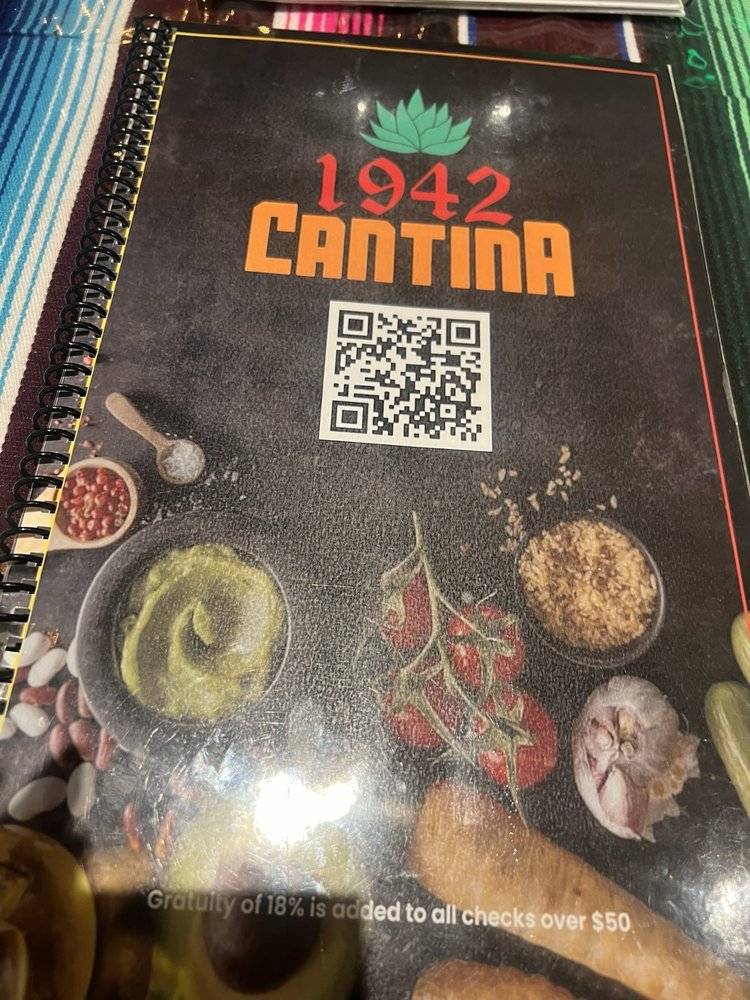 1942
CANTINA
Gratuity of 18% is added to all checks over $50